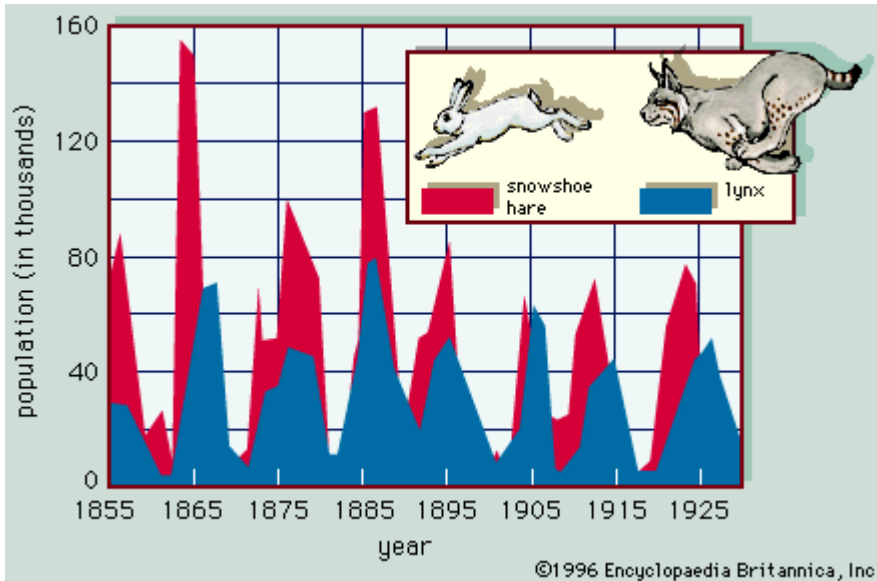 160
120
80
40
0
population (in thousands)
snowshoe
hare
lynx
1855 1865 1875 1885 1895 1905 1915 1925
year
©1996 Encyclopaedia Britannica, Inc